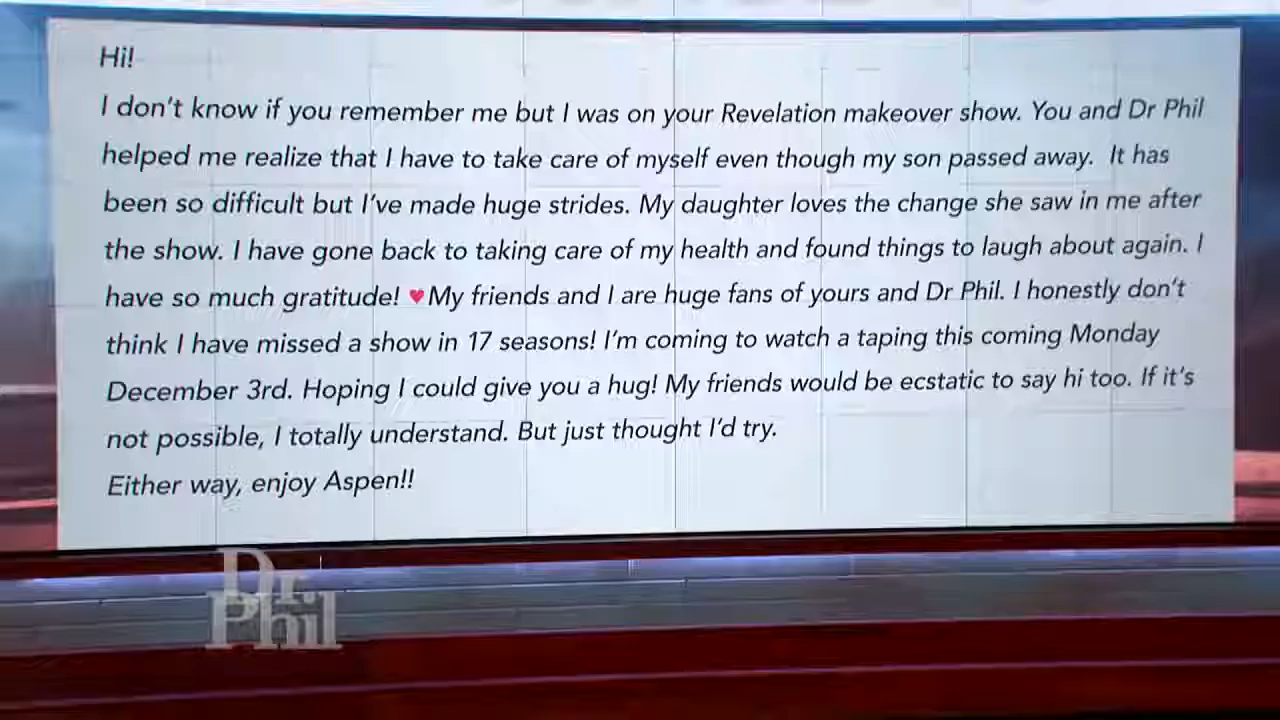 Hi!
I don't know if you remember me but I was on your Revelation makeover show. You and Dr Phil
helped me realize that I have to take care of myself even though my son passed away.  It has
been so difficult but I've made huge strides. My daughter loves the change she saw in me after
the show. I have gone back to taking care of my health and found things to laugh about again. I
have so much gratitude! ♥My friends and I are huge fans of yours and Dr Phil. I honestly don't
think I have missed a show in 17 seasons! I'm coming to watch a taping this coming Monday
December 3rd. Hoping I could give you a hug! My friends would be ecstatic to say hi too. If it's
not possible, I totally understand. But just thought I'd try.
Either way, enjoy Aspen!!
Dr.
Phil